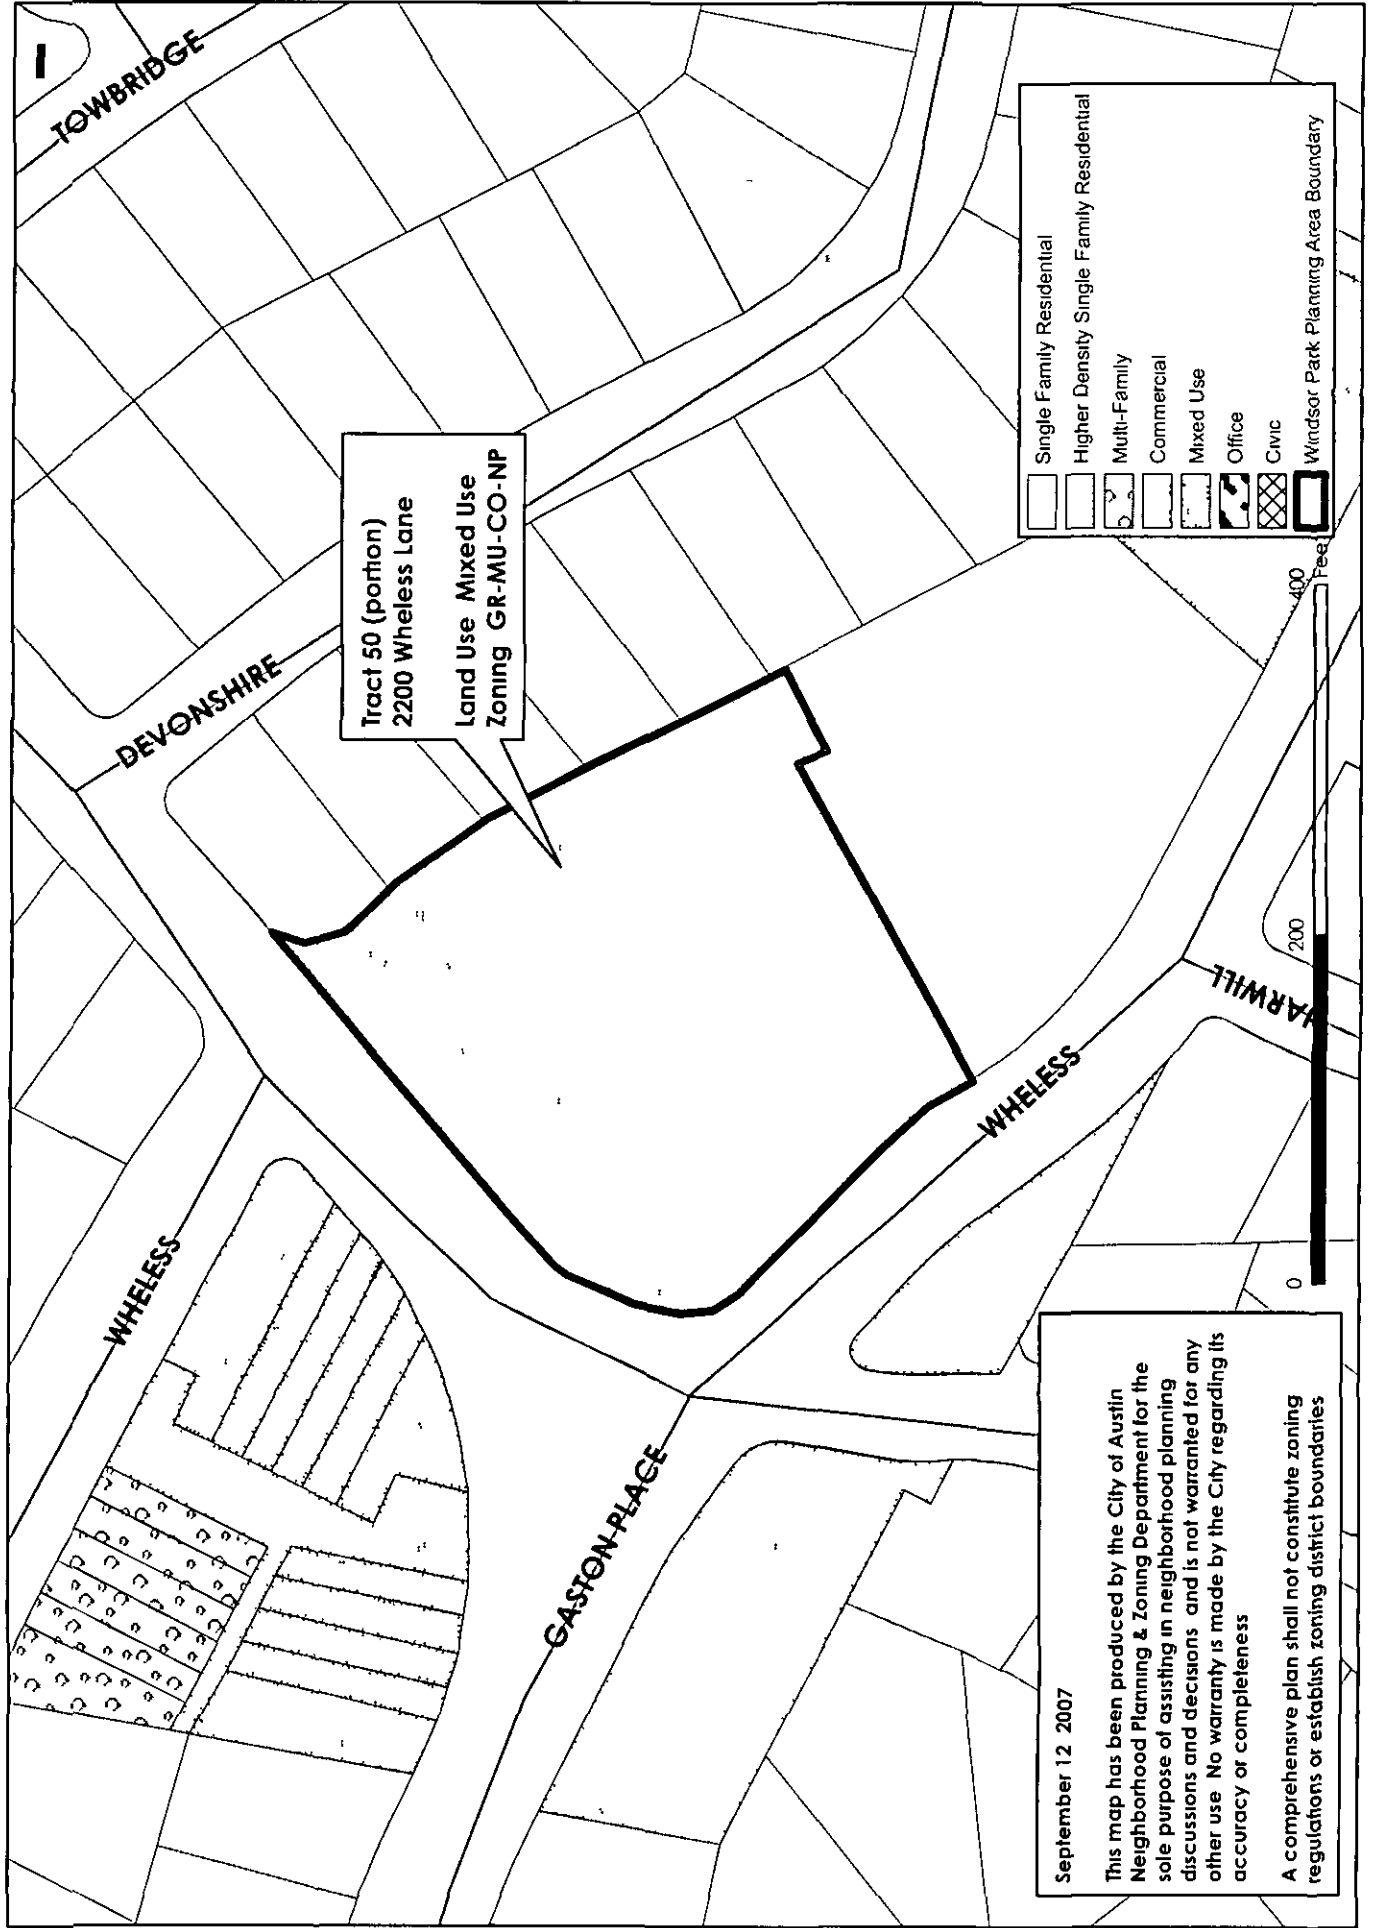 TOWBRIDGE
DEVONSHIRE
Tract 50 (portion)
2200 Wheless Lane
Land Use Mixed Use
Zoning GR-MU-CO-NP
WHELESS
GASTON PLACE
WHELESS
HARWILL
September 12 2007
This map has been produced by the City of Austin
Neighborhood Planning & Zoning Department for the
sole purpose of assisting in neighborhood planning
discussions and decisions and is not warranted for any
other use No warranty is made by the City regarding its
accuracy or completeness
A comprehensive plan shall not constitute zoning
regulations or establish zoning district boundaries
0 200 400
Feet
Single Family Residential
Higher Density Single Family Residential
Multi-Family
Commercial
Mixed Use
Office
Civic
Windsor Park Planning Area Boundary